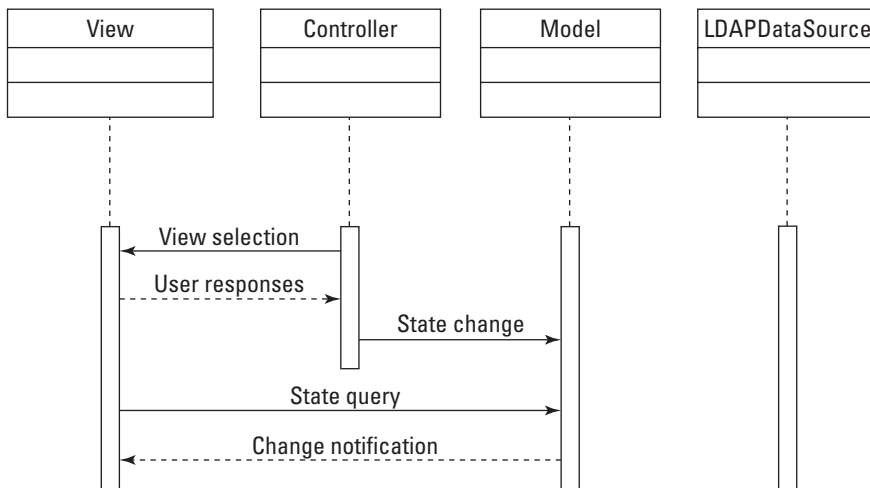 View
Controller
Model
LDAPDataSource
View selection
User responses
State change
State query
Change notification